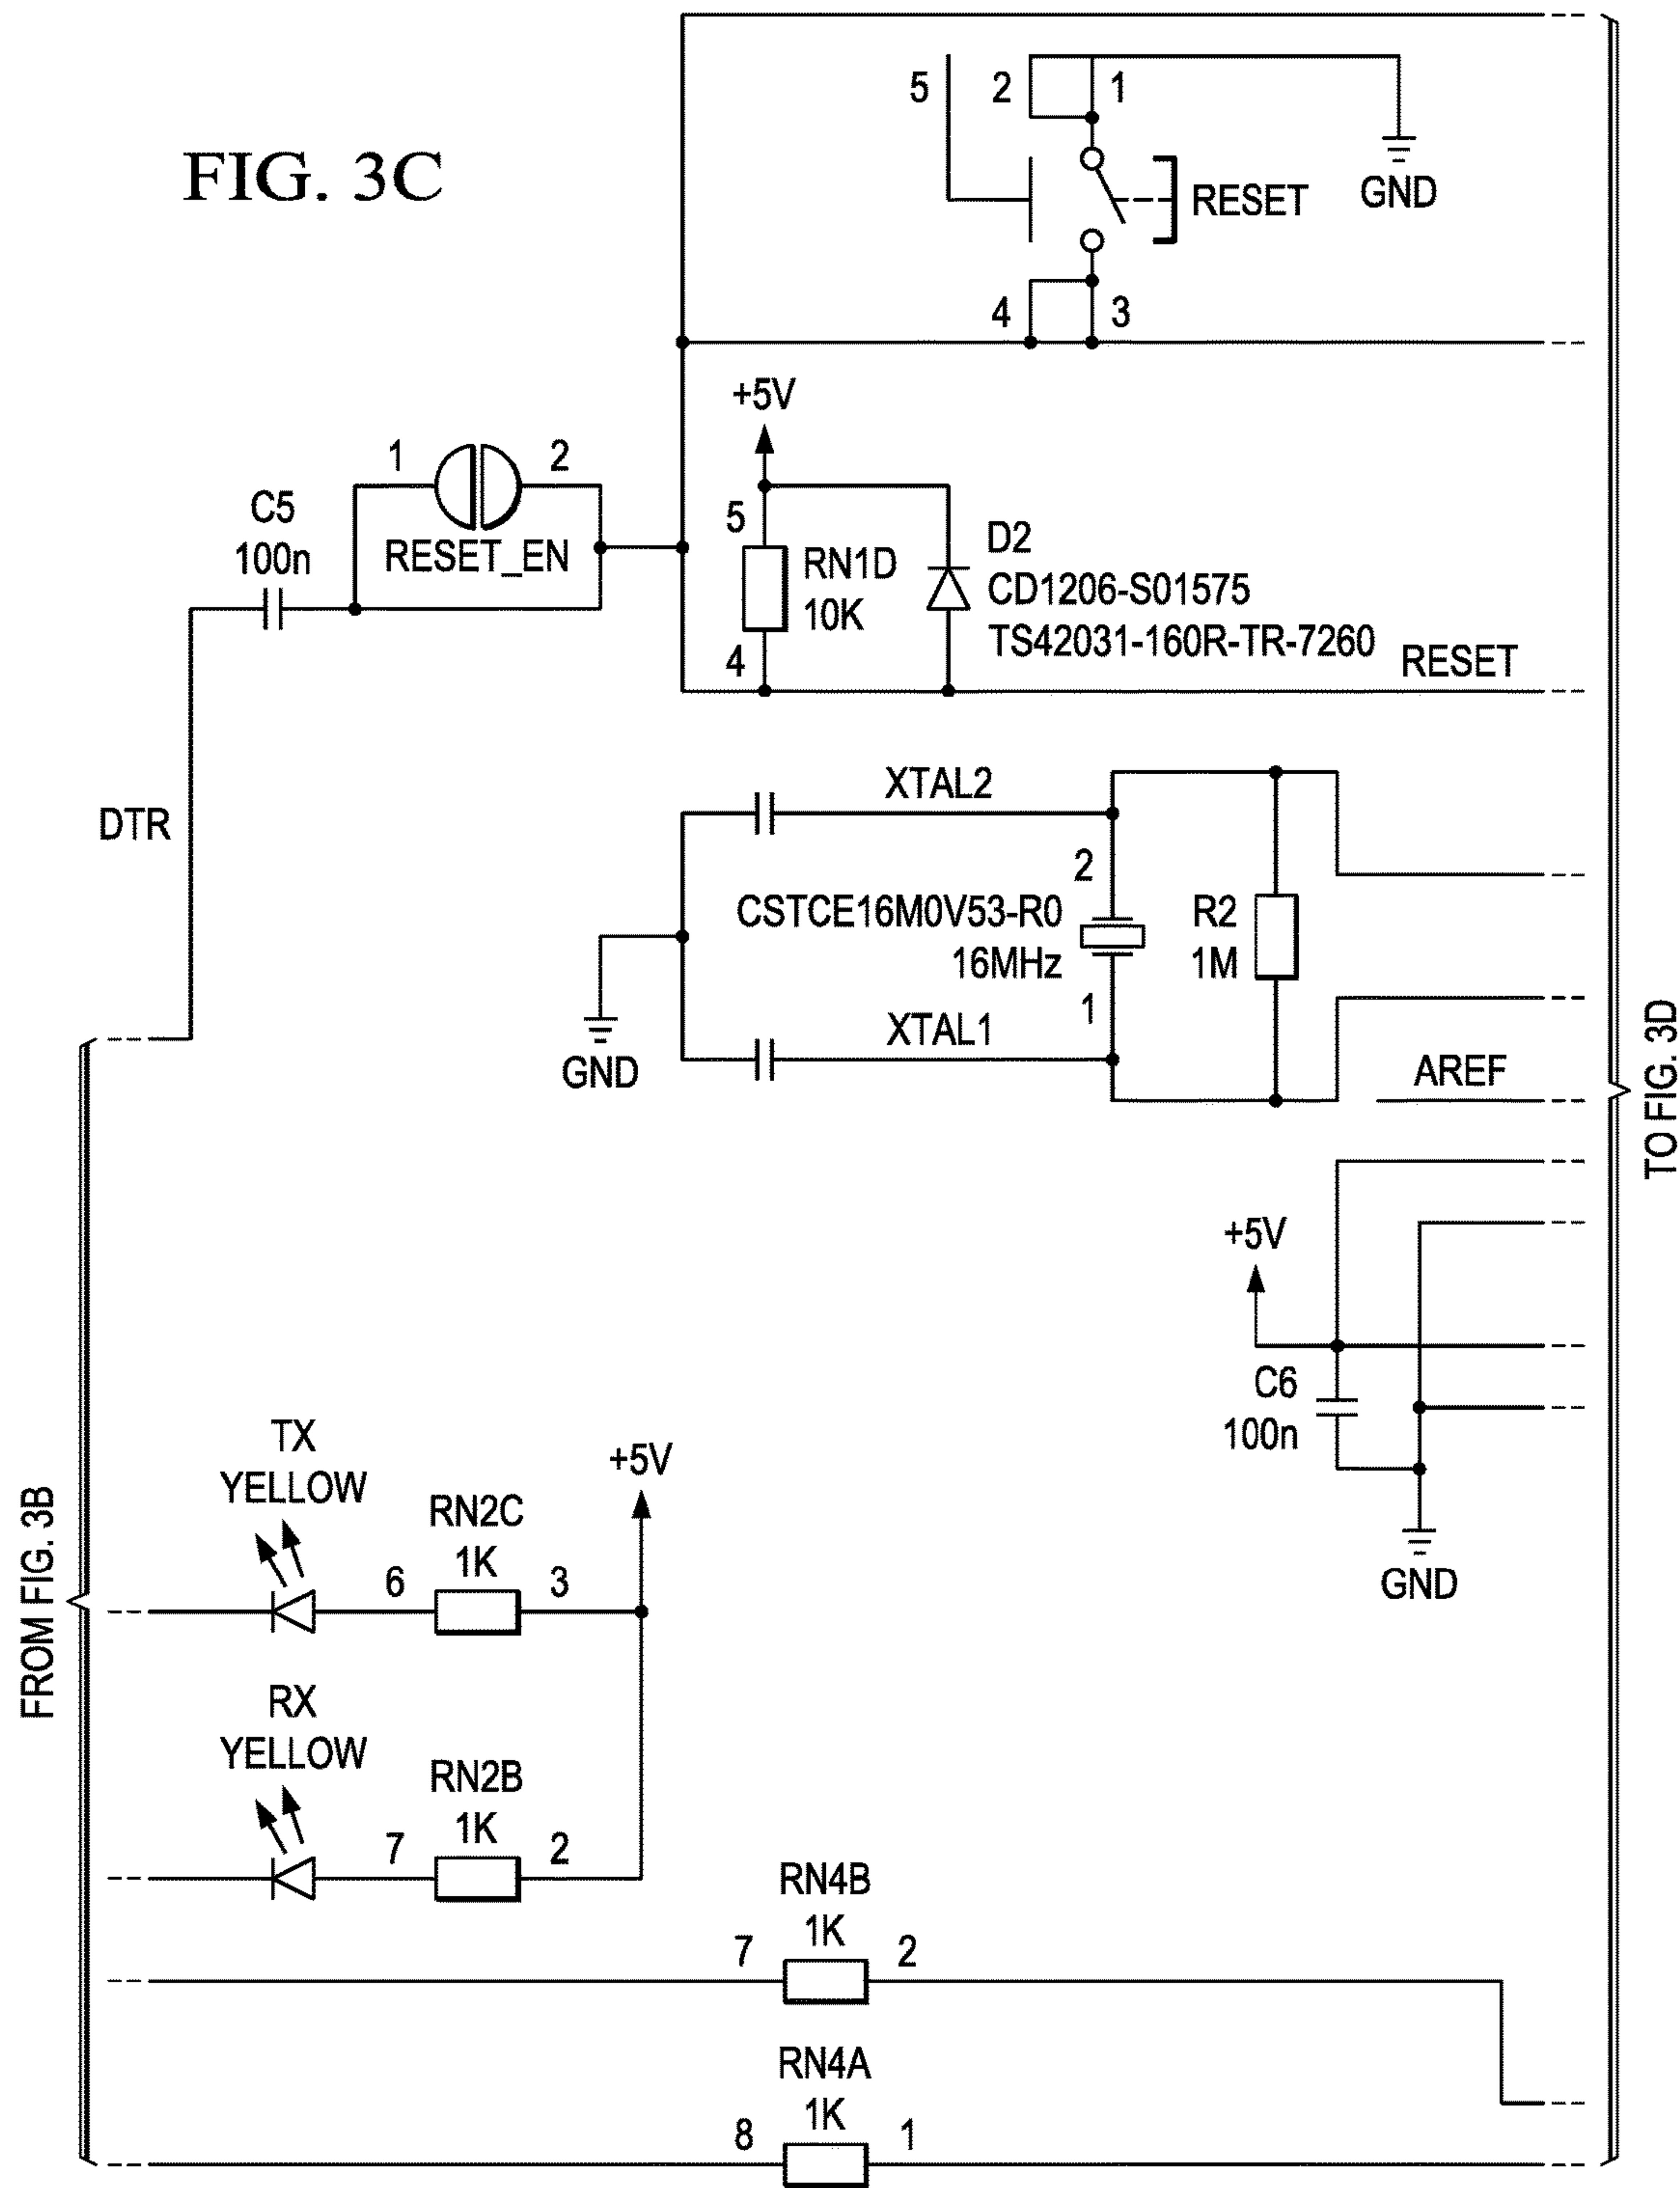 FIG. 3C
5
2
1
GND
RESET
4
3
+5V
1
2
C5
100n
RESET_EN
5
RN1D
10K
4
D2
CD1206-S01575
TS42031-160R-TR-7260
RESET
DTR
XTAL2
2
CSTCE16M0V53-R0
16MHz
R2
1M
1
XTAL1
GND
AREF
TO FIG. 3D
+5V
C6
100n
GND
FROM FIG. 3B
TX
YELLOW
+5V
RN2C
1K
6
3
RX
YELLOW
RN2B
1K
7
2
RN4B
1K
7
2
RN4A
1K
8
1